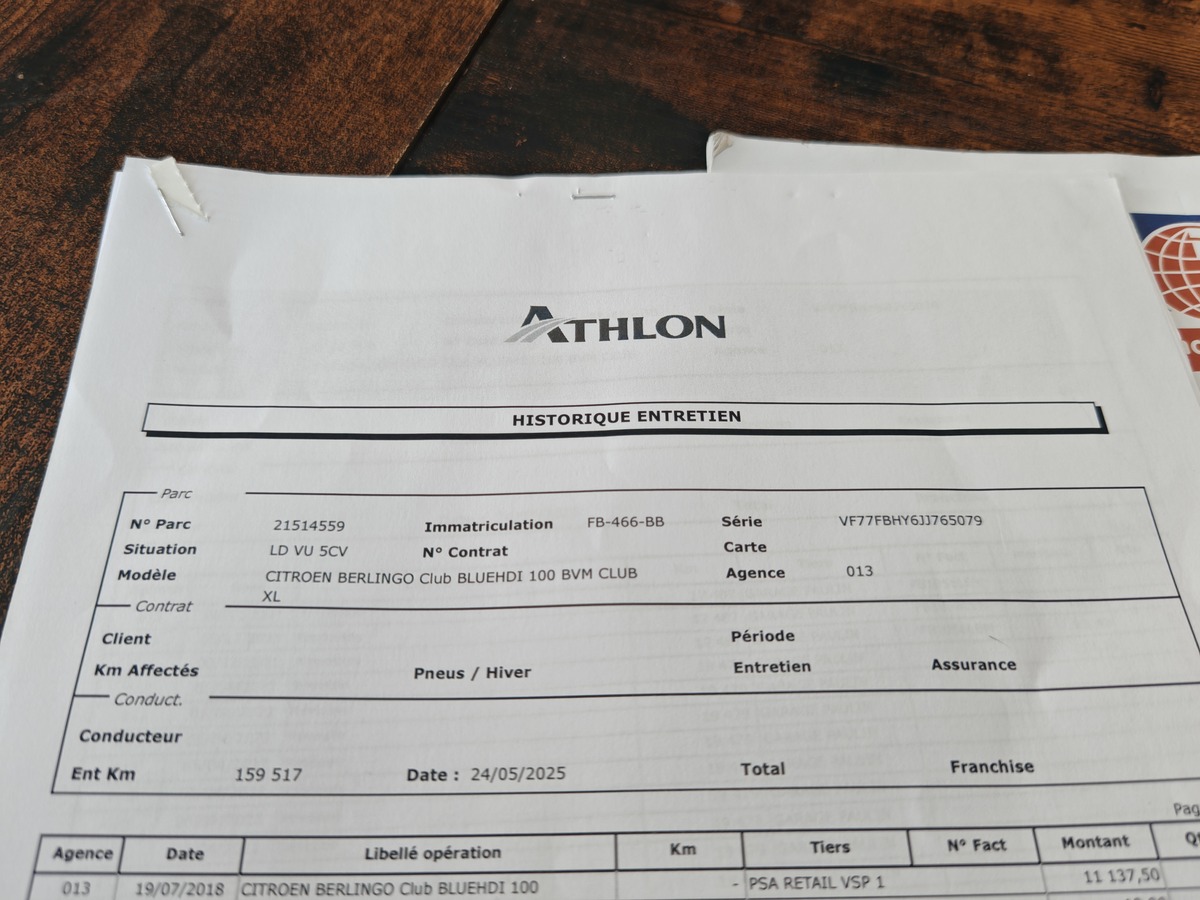 ATHLON
HISTORIQUE ENTRETIEN
Parc
N° Parc 21514559 Immatriculation FB-466-BB Série VF77FBHY6JJ765079
Situation LD VU 5CV N° Contrat Carte
Modèle CITROEN BERLINGO Club BLUEHDI 100 BVM CLUB Agence 013
XL
Contrat
Client Période
Km Affectés Pneus / Hiver Entretien Assurance
Conduct.
Conducteur
Ent Km 159 517 Date : 24/05/2025 Total Franchise
Pag
Agence Date Libellé opération Km Tiers N° Fact Montant
013 19/07/2018 CITROEN BERLINGO Club BLUEHDI 100 - PSA RETAIL VSP 1 11 137,50